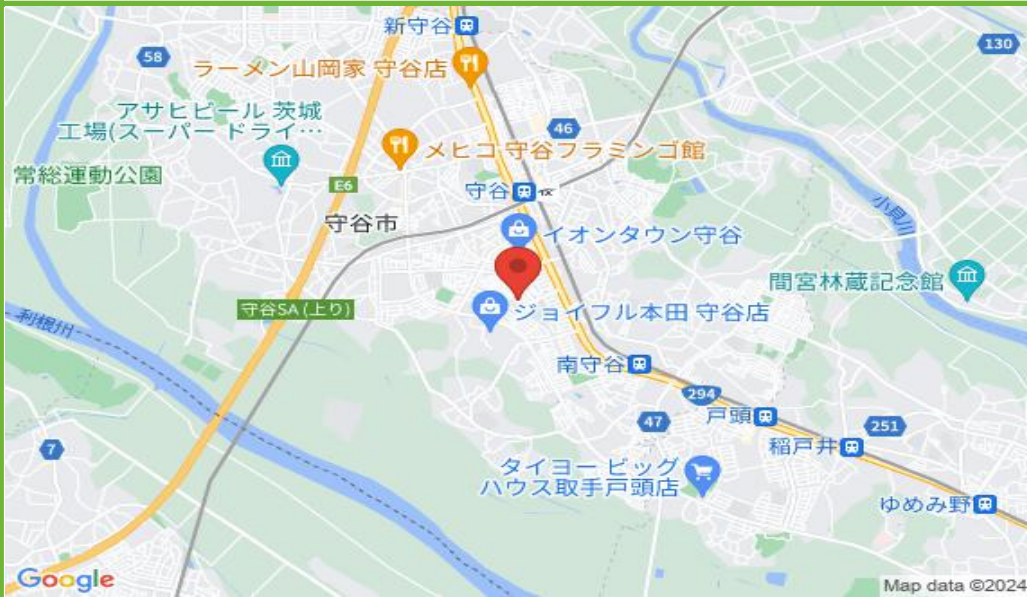 新守谷
58
130
ラーメン山岡家 守谷店
アサヒビール 茨城
工場(スーパー ドライ…
46
メヒコ 守谷フラミンゴ館
常総運動公園
E6
守谷
守谷市
小貝川
イオンタウン守谷
間宮林蔵記念館
守谷SA (上り)
ジョイフル本田 守谷店
利根川
南守谷
294
戸頭
47
251
7
稲戸井
タイヨー ビッグ
ハウス取手戸頭店
ゆめみ野
Google
Map data ©2024